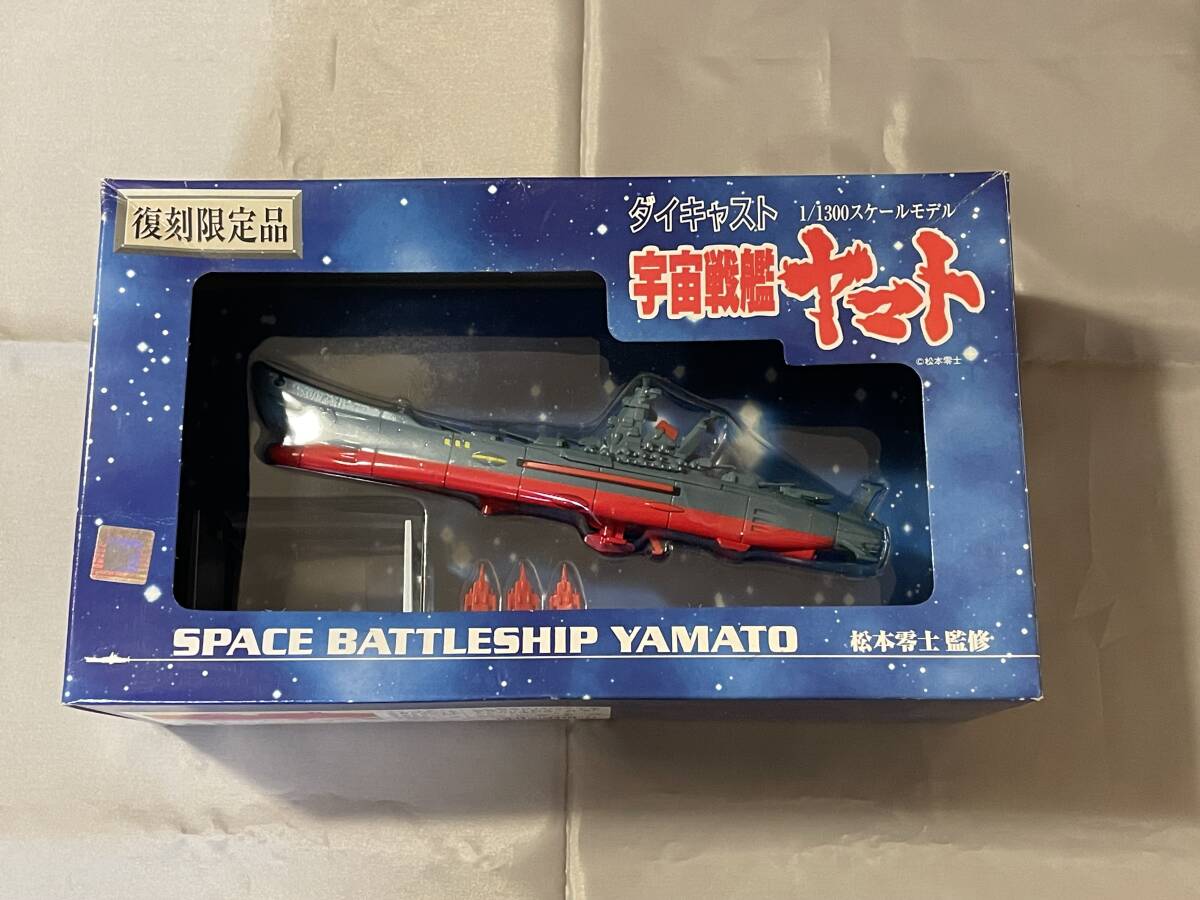 復刻限定品
ダイキャスト 1/1300スケールモデル
宇宙戦艦ヤマト
©松本零士
SPACE BATTLESHIP YAMATO 松本零士 監修